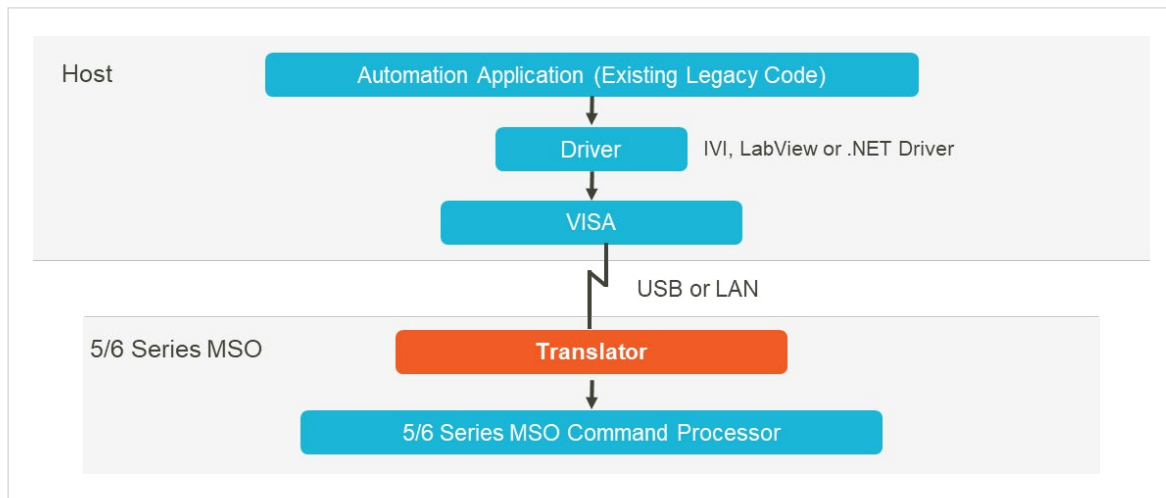 Host
Automation Application (Existing Legacy Code)
Driver
IVI, LabView or .NET Driver
VISA
USB or LAN
5/6 Series MSO
Translator
5/6 Series MSO Command Processor